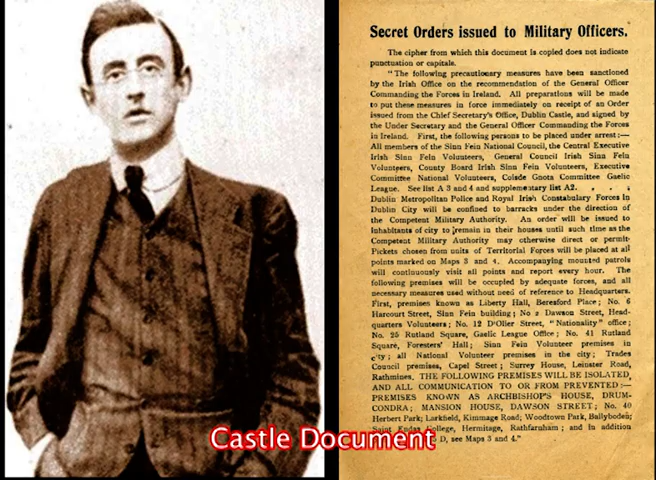 Secret Orders issued to Military Officers.
The cipher from which this document is copied does not indicate
punctuation or capitals.
"The following precautionary measures have been sanctioned
by the Irish Office on the recommendation of the General Officer
Commanding the Forces in Ireland. All preparations will be made
to put these measures in force immediately on receipt of an Order
issued from the Chief Secretary's Office, Dublin Castle, and signed by
the Under Secretary and the General Officer Commanding the Forces
in Ireland. First, the following persons to be placed under arrest:—
All members of the Sinn Fein National Council, the Central Executive
Irish Sinn Fein Volunteers, General Council Irish Sinn Fein
Volunteers, County Board Irish Sinn Fein Volunteers, Executive
Committee National Volunteers, Coisde Gnota Committee Gaelic
League. See list A 3 and 4 and supplementary list A2. . . .
Dublin Metropolitan Police and Royal Irish Constabulary Forces in
Dublin City will be confined to barracks under the direction of
the Competent Military Authority. An order will be issued to
inhabitants of city to remain in their houses until such time as the
Competent Military Authority may otherwise direct or permit.
Pickets chosen from units of Territorial Forces will be placed at all
points marked on Maps 3 and 4. Accompanying mounted patrols
will continuously visit all points and report every hour. The
following premises will be occupied by adequate forces, and all
necessary measures used without need of reference to Headquarters.
First, premises known as Liberty Hall, Beresford Place; No. 6
Harcourt Street, Sinn Fein building; No 2 Dawson Street, Head-
quarters Volunteers; No. 12 D'Olier Street, "Nationality" office;
No. 25 Rutland Square, Gaelic League Office; No. 41 Rutland
Square, Foresters' Hall; Sinn Fein Volunteer premises in
city; all National Volunteer premises in the city; Trades
Council premises, Capel Street; Surrey House, Leinster Road,
Rathmines. THE FOLLOWING PREMISES WILL BE ISOLATED,
AND ALL COMMUNICATION TO OR FROM PREVENTED:—
PREMISES KNOWN AS ARCHBISHOP'S HOUSE, DRUM-
CONDRA; MANSION HOUSE, DAWSON STREET; No. 40
Herbert Park; Larkfield, Kimmage Road; Woodtown Park, Ballyboden;
Saint Endas College, Hermitage, Rathfarnham; and in addition
D, see Maps 3 and 4."
Castle Document